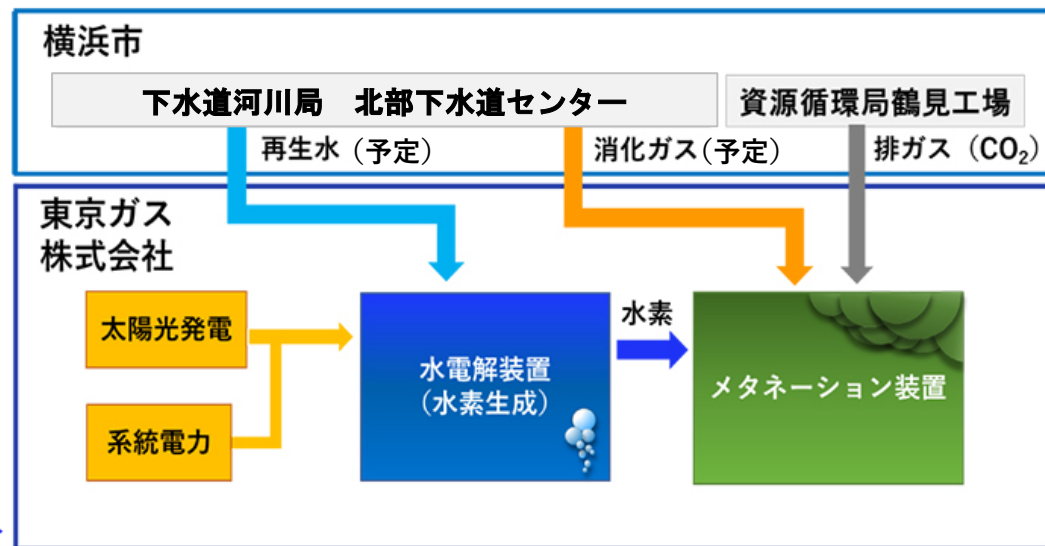 横浜市
下水道河川局　北部下水道センター
資源循環局鶴見工場
再生水（予定）
消化ガス(予定）
排ガス（CO₂）
東京ガス
株式会社
太陽光発電
水素
水電解装置
（水素生成）
メタネーション装置
系統電力